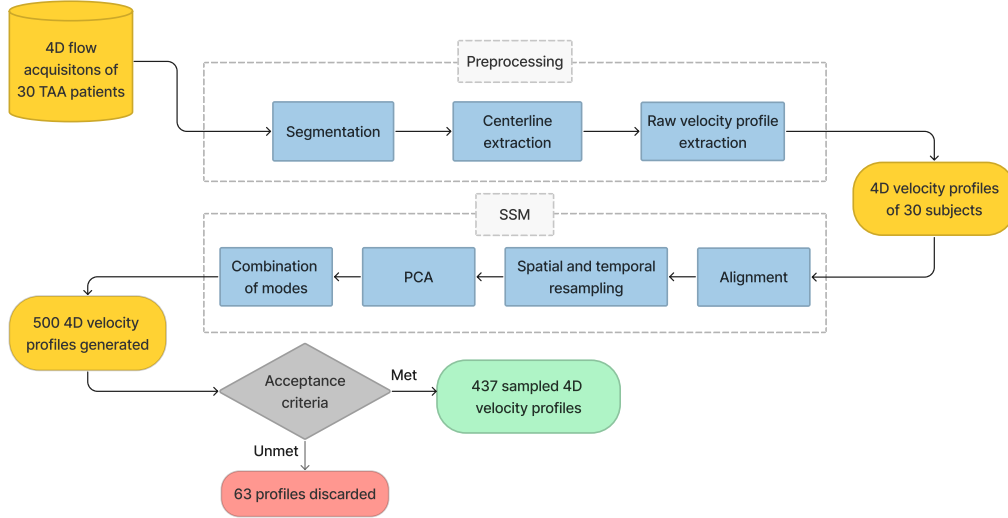 4D flow
acquisitons of
30 TAA patients
Preprocessing
Segmentation
Centerline
extraction
Raw velocity profile
extraction
4D velocity profiles
of 30 subjects
SSM
Combination
of modes
PCA
Spatial and temporal
resampling
Alignment
500 4D velocity
profiles generated
Acceptance
criteria
Met
437 sampled 4D
velocity profiles
Unmet
63 profiles discarded